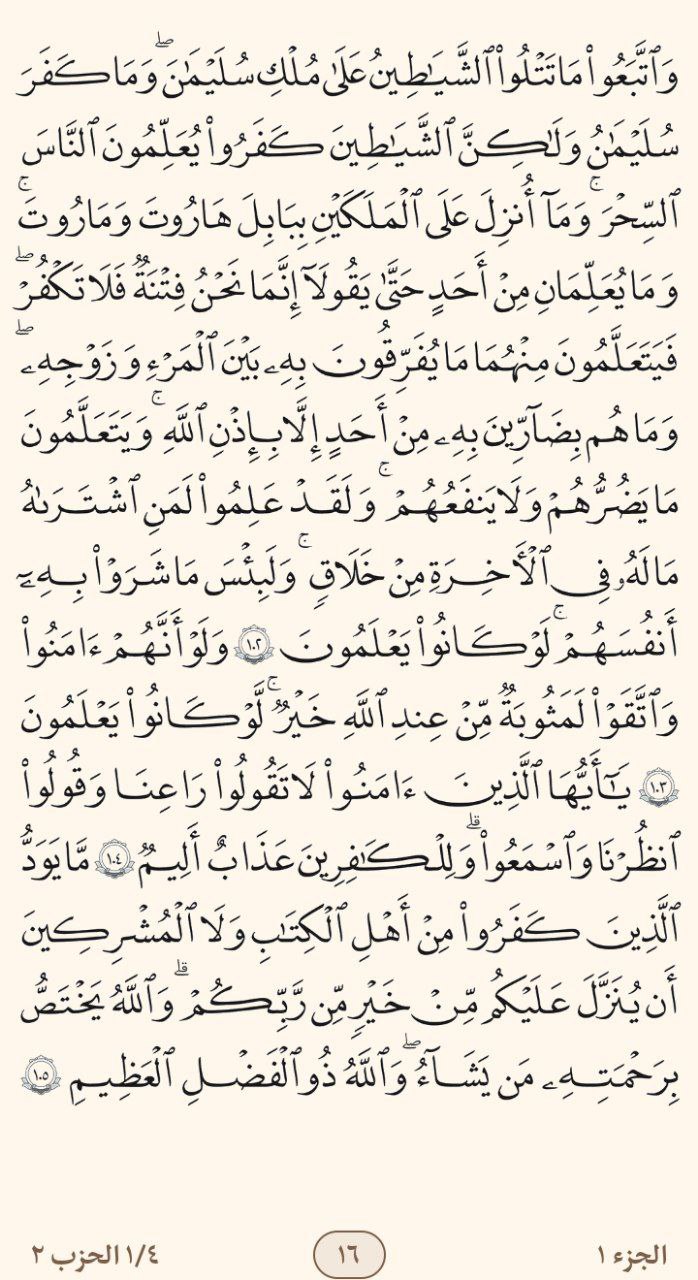 وَٱتَّبَعُوا۟ مَا تَتْلُوا۟ ٱلشَّيَـٰطِينُ عَلَىٰ مُلْكِ سُلَيْمَـٰنَ ۖ وَمَا كَفَرَ
سُلَيْمَـٰنُ وَلَـٰكِنَّ ٱلشَّيَـٰطِينَ كَفَرُوا۟ يُعَلِّمُونَ ٱلنَّاسَ
ٱلسِّحْرَ ۚ وَمَآ أُنزِلَ عَلَى ٱلْمَلَكَيْنِ بِبَابِلَ هَـٰرُوتَ وَمَـٰرُوتَ ۚ
وَمَا يُعَلِّمَانِ مِنْ أَحَدٍ حَتَّىٰ يَقُولَآ إِنَّمَا نَحْنُ فِتْنَةٌ فَلَا تَكْفُرْ ۖ
فَيَتَعَلَّمُونَ مِنْهُمَا مَا يُفَرِّقُونَ بِهِۦ بَيْنَ ٱلْمَرْءِ وَزَوْجِهِۦ ۖ
وَمَا هُم بِضَآرِّينَ بِهِۦ مِنْ أَحَدٍ إِلَّا بِإِذْنِ ٱللَّهِ ۚ وَيَتَعَلَّمُونَ
مَا يَضُرُّهُمْ وَلَا يَنفَعُهُمْ ۚ وَلَقَدْ عَلِمُوا۟ لَمَنِ ٱشْتَرَىٰهُ
مَا لَهُۥ فِى ٱلْـَٔاخِرَةِ مِنْ خَلَـٰقٍ ۚ وَلَبِئْسَ مَا شَرَوْا۟ بِهِۦٓ
أَنفُسَهُمْ ۚ لَوْ كَانُوا۟ يَعْلَمُونَ ١٠٢ وَلَوْ أَنَّهُمْ ءَامَنُوا۟
وَٱتَّقَوْا۟ لَمَثُوبَةٌ مِّنْ عِندِ ٱللَّهِ خَيْرٌ ۚ لَّوْ كَانُوا۟ يَعْلَمُونَ
١٠٣ يَـٰٓأَيُّهَا ٱلَّذِينَ ءَامَنُوا۟ لَا تَقُولُوا۟ رَٰعِنَا وَقُولُوا۟
ٱنظُرْنَا وَٱسْمَعُوا۟ ۗ وَلِلْكَـٰفِرِينَ عَذَابٌ أَلِيمٌ ١٠٤ مَّا يَوَدُّ
ٱلَّذِينَ كَفَرُوا۟ مِنْ أَهْلِ ٱلْكِتَـٰبِ وَلَا ٱلْمُشْرِكِينَ
أَن يُنَزَّلَ عَلَيْكُم مِّنْ خَيْرٍ مِّن رَّبِّكُمْ ۗ وَٱللَّهُ يَخْتَصُّ
بِرَحْمَتِهِۦ مَن يَشَآءُ ۖ وَٱللَّهُ ذُو ٱلْفَضْلِ ٱلْعَظِيمِ ١٠٥
الجزء ١ ١٦ ١/٤ الحزب ٢